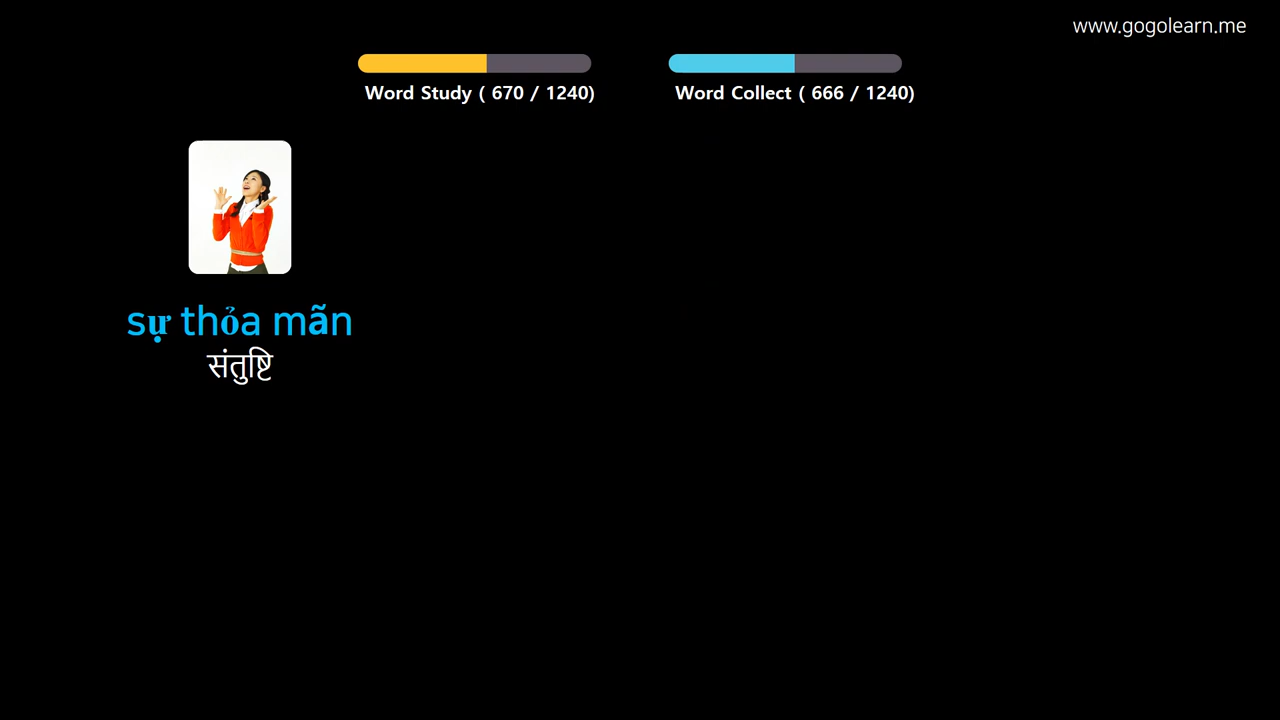 www.gogolearn.me
Word Study ( 670 / 1240)
Word Collect ( 666 / 1240)
sự thỏa mãn
संतुष्टि